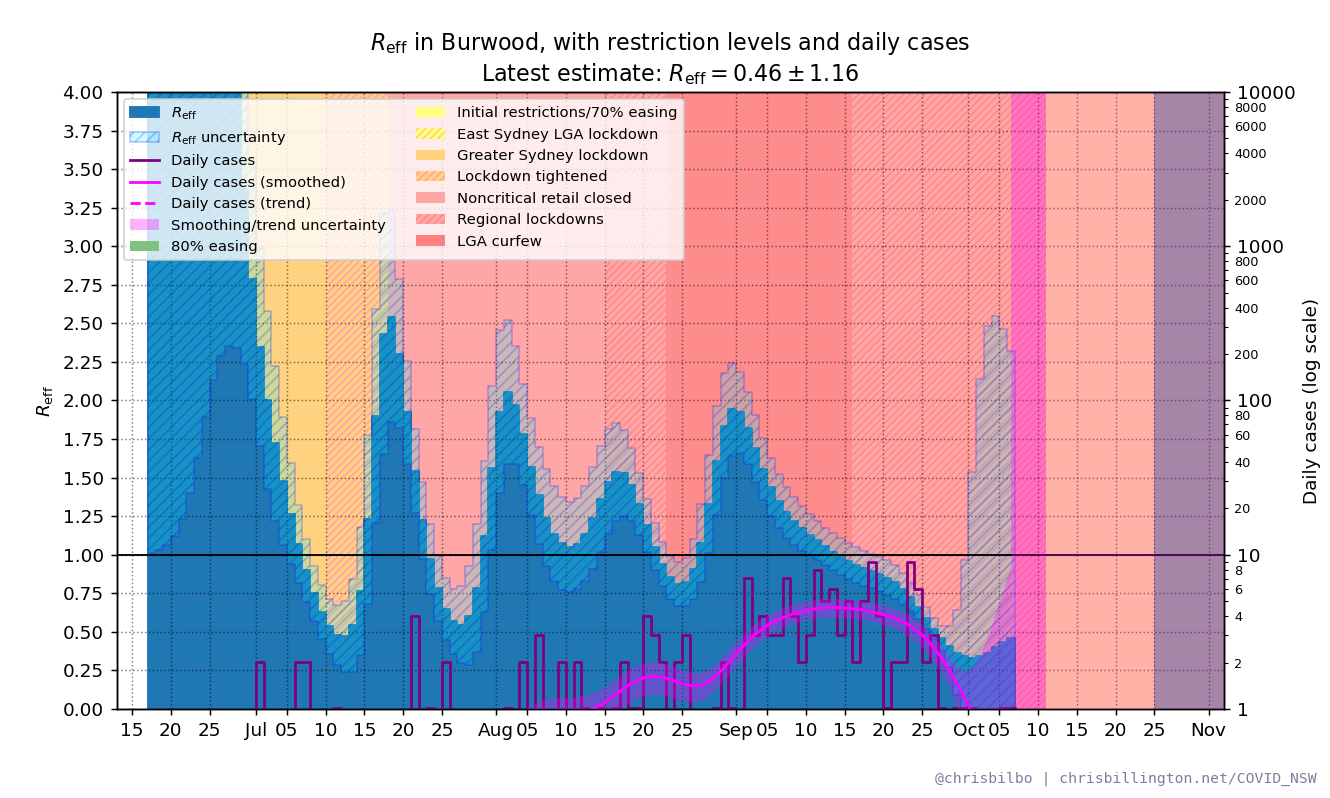 Reff in Burwood, with restriction levels and daily cases
Latest estimate: Reff = 0.46 ± 1.16
Reff
Reff uncertainty
Daily cases
Daily cases (smoothed)
Daily cases (trend)
Smoothing/trend uncertainty
80% easing
Initial restrictions/70% easing
East Sydney LGA lockdown
Greater Sydney lockdown
Lockdown tightened
Noncritical retail closed
Regional lockdowns
LGA curfew
Reff
4.00
3.75
3.50
3.25
3.00
2.75
2.50
2.25
2.00
1.75
1.50
1.25
1.00
0.75
0.50
0.25
0.00
10000
8000
6000
4000
2000
1000
800
600
400
200
100
80
60
40
20
10
8
6
4
2
1
Daily cases (log scale)
15 20 25 Jul 05 10 15 20 25 Aug 05 10 15 20 25 Sep 05 10 15 20 25 Oct 05 10 15 20 25 Nov
@chrisbilbo | chrisbillington.net/COVID_NSW